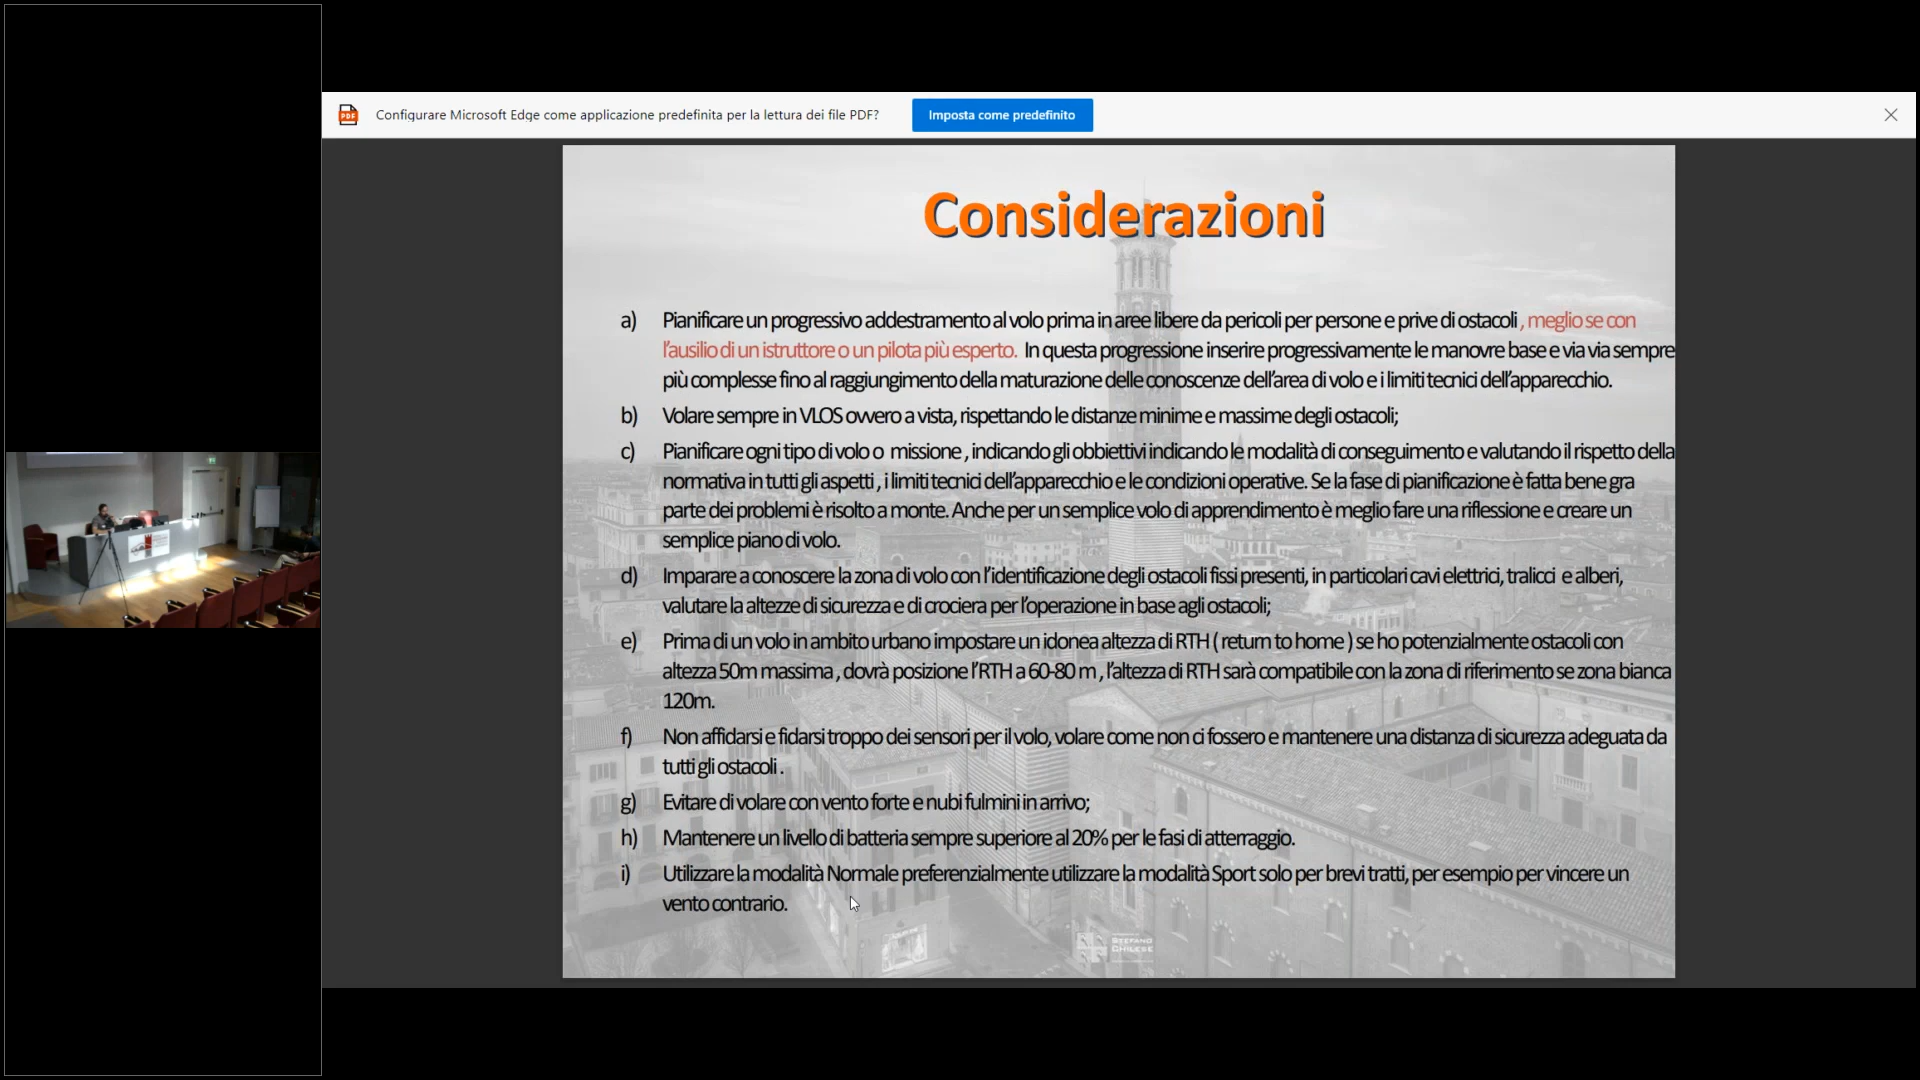 Configurare Microsoft Edge come applicazione predefinita per la lettura dei file PDF?
Imposta come predefinito
Considerazioni
a) Pianificare un progressivo addestramento al volo prima in aree libere da pericoli per persone e prive di ostacoli , meglio se con
l'ausilio di un istruttore o un pilota più esperto. In questa progressione inserire progressivamente le manovre base e via via sempre
più complesse fino al raggiungimento della maturazione delle conoscenze dell'area di volo e i limiti tecnici dell'apparecchio.
b) Volare sempre in VLOS ovvero a vista, rispettando le distanze minime e massime degli ostacoli;
c) Pianificare ogni tipo di volo o missione , indicando gli obbiettivi indicando le modalità di conseguimento e valutando il rispetto della
normativa in tutti gli aspetti , i limiti tecnici dell'apparecchio e le condizioni operative. Se la fase di pianificazione è fatta bene gra
parte dei problemi è risolto a monte. Anche per un semplice volo di apprendimento è meglio fare una riflessione e creare un
semplice piano di volo.
d) Imparare a conoscere la zona di volo con l'identificazione degli ostacoli fissi presenti, in particolari cavi elettrici, tralicci e alberi,
valutare la altezze di sicurezza e di crociera per l'operazione in base agli ostacoli;
e) Prima di un volo in ambito urbano impostare un idonea altezza di RTH ( return to home ) se ho potenzialmente ostacoli con
altezza 50m massima , dovrà posizione l'RTH a 60-80 m , l'altezza di RTH sarà compatibile con la zona di riferimento se zona bianca
120m.
f) Non affidarsi e fidarsi troppo dei sensori per il volo, volare come non ci fossero e mantenere una distanza di sicurezza adeguata da
tutti gli ostacoli .
g) Evitare di volare con vento forte e nubi fulmini in arrivo;
h) Mantenere un livello di batteria sempre superiore al 20% per le fasi di atterraggio.
i) Utilizzare la modalità Normale preferenzialmente utilizzare la modalità Sport solo per brevi tratti, per esempio per vincere un
vento contrario.
STEFANO
CHILESE